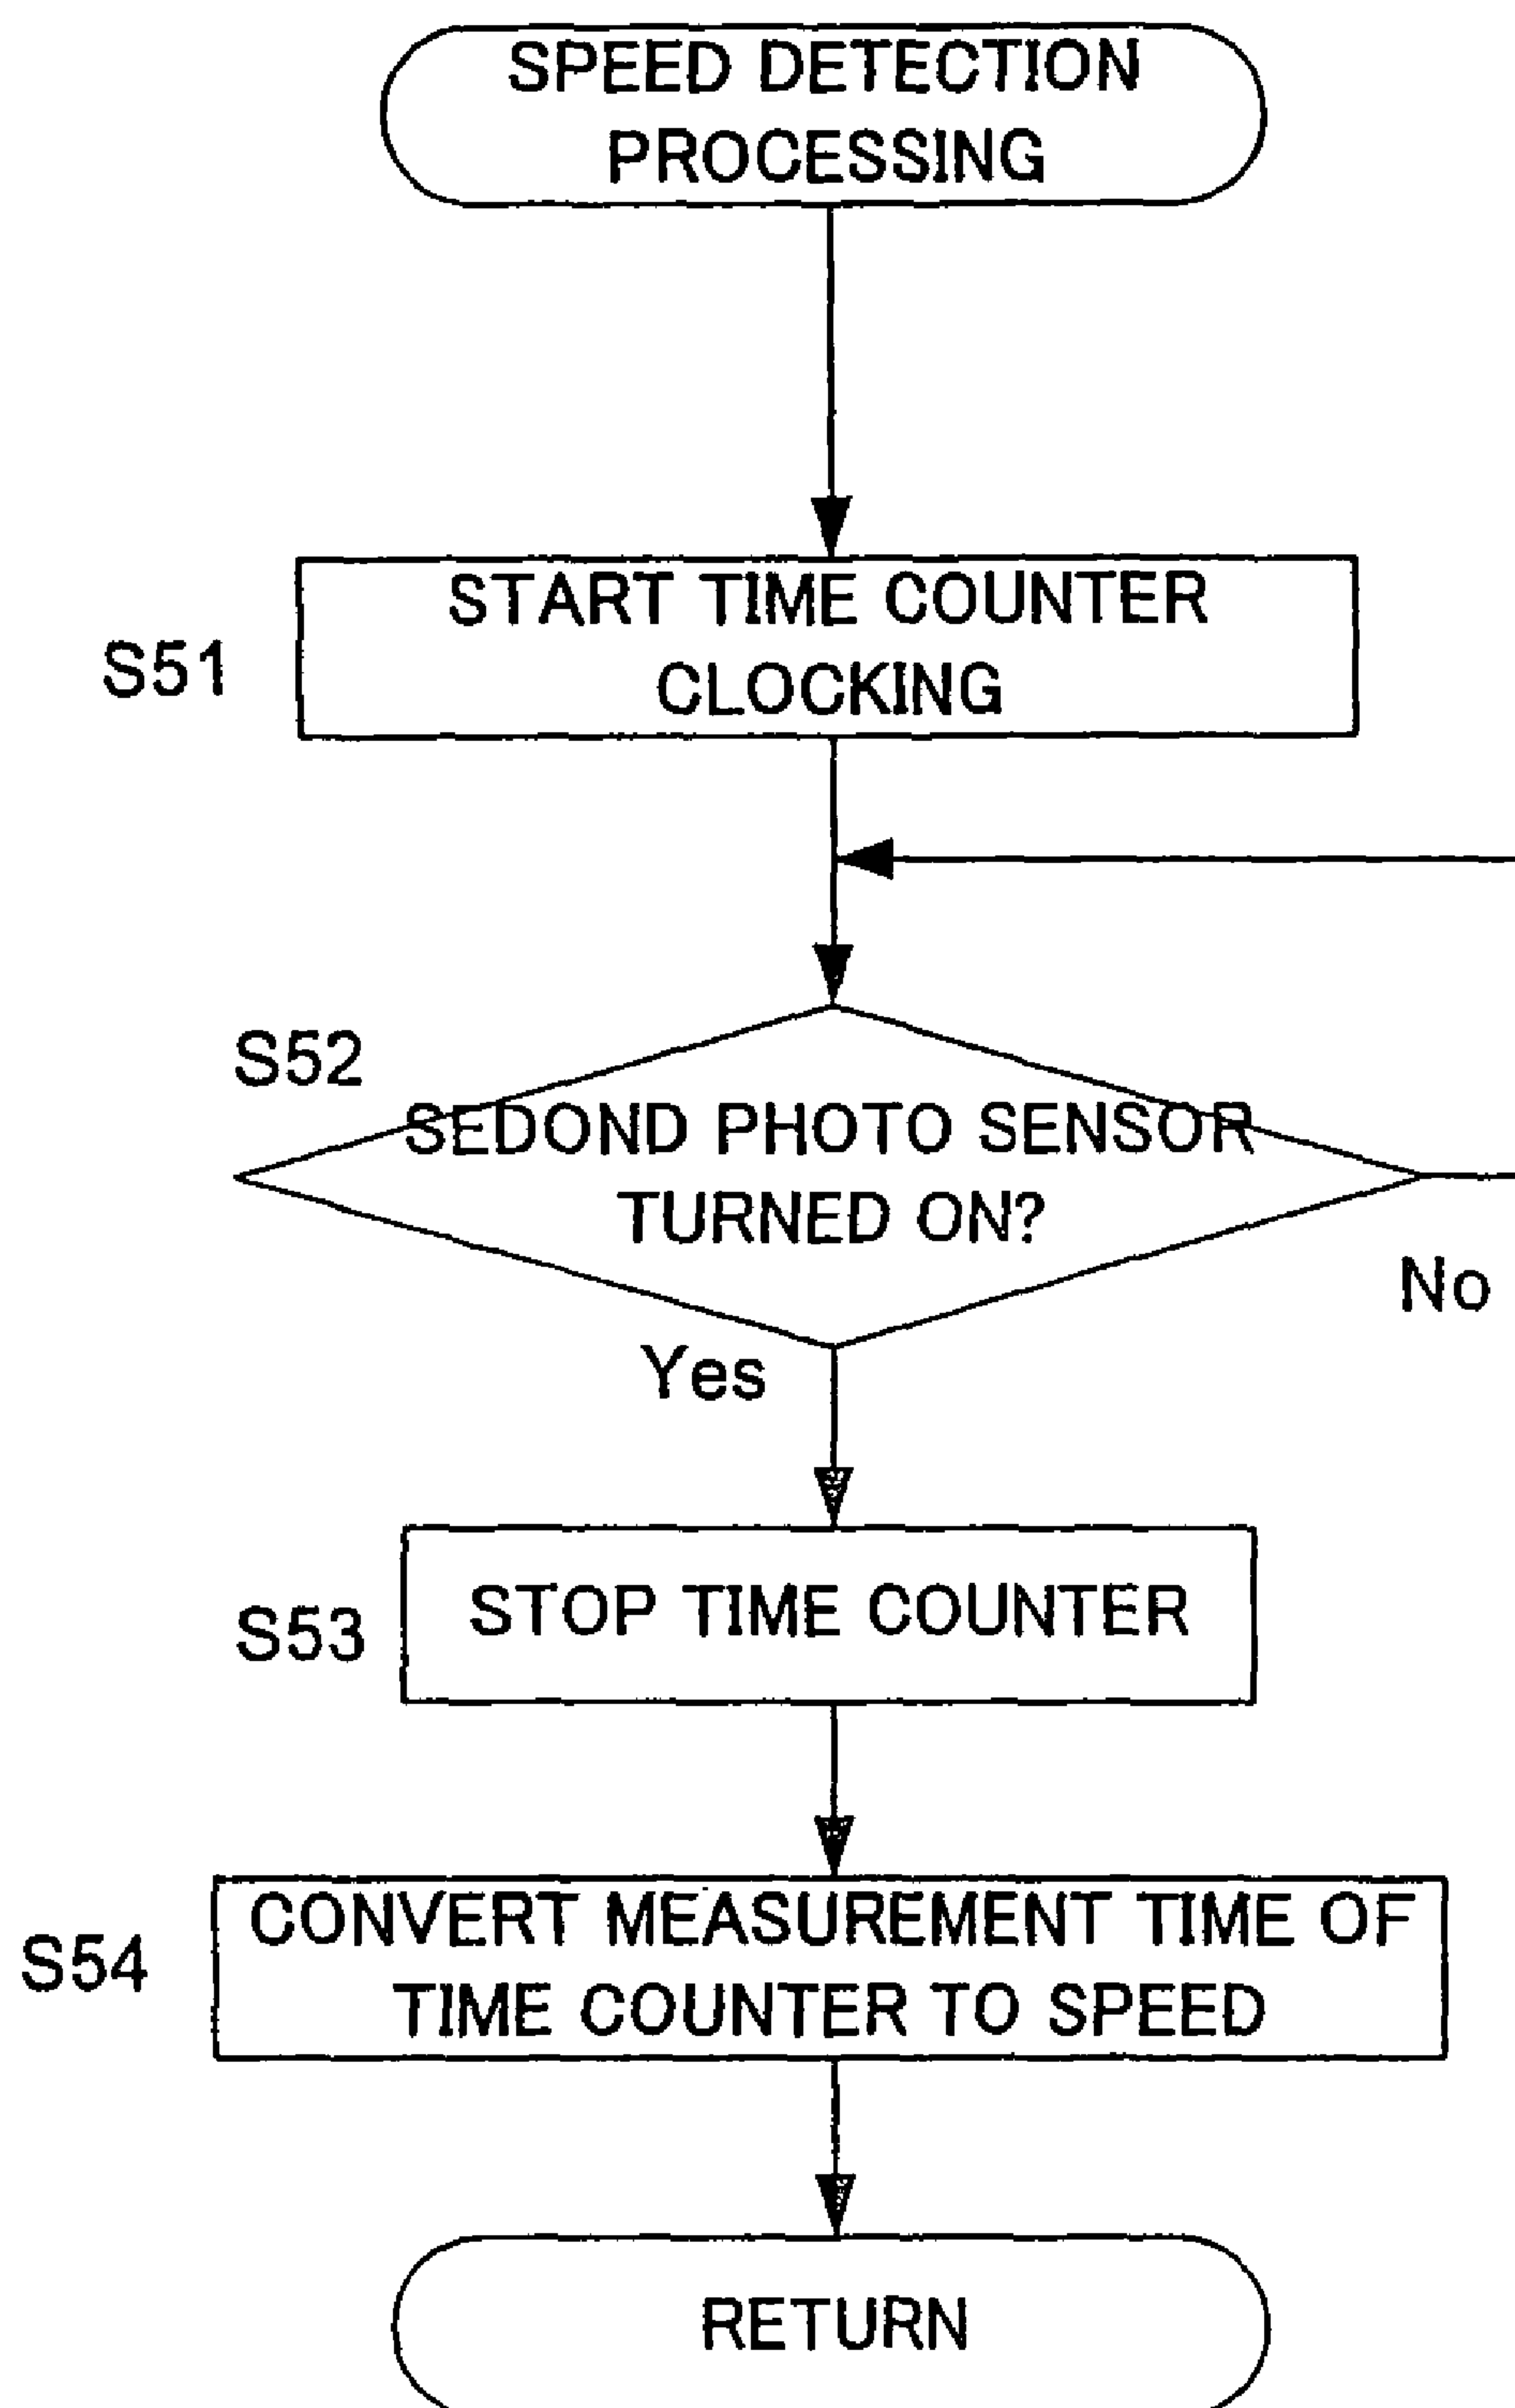 SPEED DETECTION
PROCESSING
S51
START TIME COUNTER
CLOCKING
S52
SEDOND PHOTO SENSOR
TURNED ON?
No
Yes
S53
STOP TIME COUNTER
S54
CONVERT MEASUREMENT TIME OF
TIME COUNTER TO SPEED
RETURN